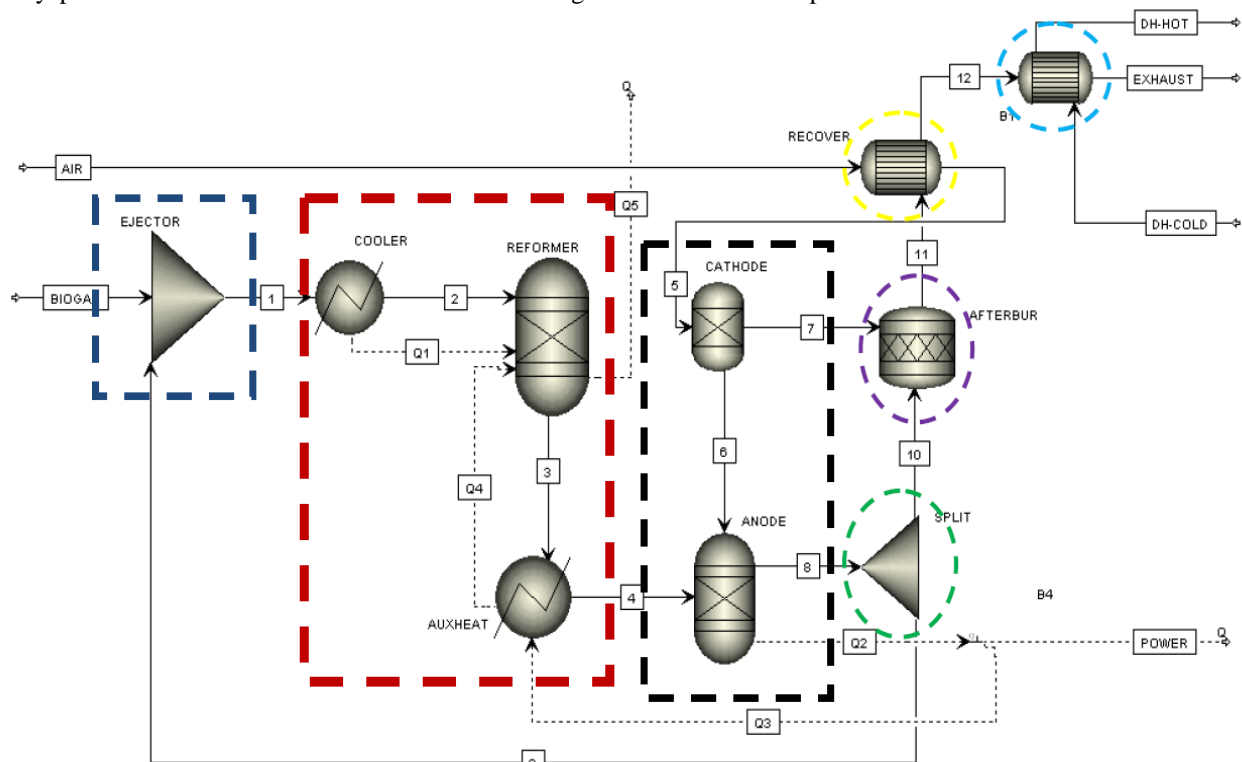 DH-HOT
12
EXHAUST
B1
RECOVER
Q
AIR
Q5
DH-COLD
EJECTOR
COOLER
REFORMER
11
CATHODE
5
BIOGA
1
2
7
AFTERBUR
Q1
6
10
3
Q4
ANODE
SPLIT
8
AUXHEAT
4
B4
Q2
POWER
Q
Q3